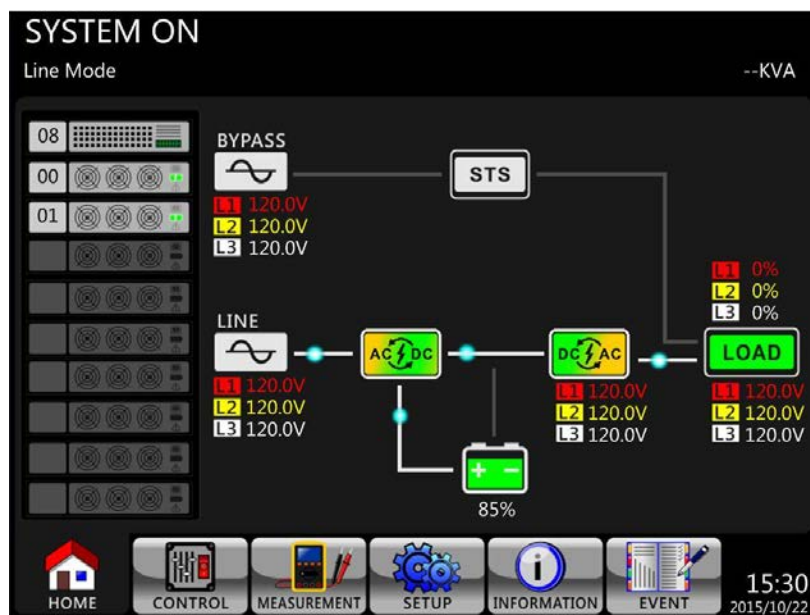 SYSTEM ON
Line Mode
--KVA
08
00
01
BYPASS
L1 120.0V
L2 120.0V
L3 120.0V
STS
L1 0%
L2 0%
L3 0%
LINE
L1 120.0V
L2 120.0V
L3 120.0V
AC DC
DC AC
L1 120.0V
L2 120.0V
L3 120.0V
LOAD
L1 120.0V
L2 120.0V
L3 120.0V
+ −
85%
HOME
CONTROL
MEASUREMENT
SETUP
INFORMATION
EVENT
15:30